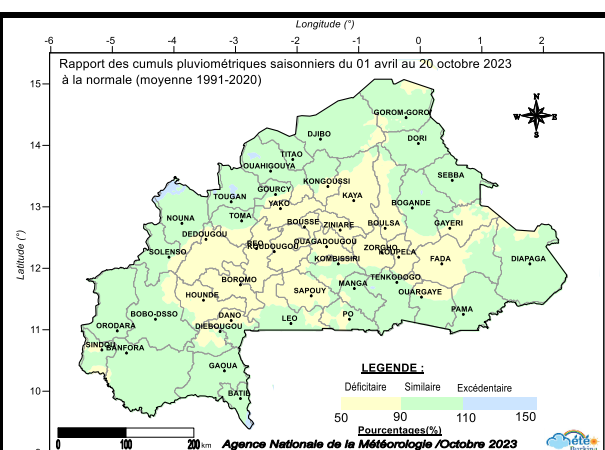 Longitude (°)
-6 -5 -4 -3 -2 -1 0 1 2
Rapport des cumuls pluviométriques saisonniers du 01 avril au 20 octobre 2023
à la normale (moyenne 1991-2020)
15
14
13
12
11
10
Latitude (°)
N
W E
S
GOROM-GORO
DJIBO
DORI
TITAO
OUAHIGOUYA
SEBBA
KONGOUSSI
GOURCY
TOUGAN
KAYA
YAKO
BOGANDE
TOMA
NOUNA
BOUSSE
ZINIARE
BOULSA
GAYERI
DEDOUGOU
REO
KOUDOUGOU
OUAGADOUGOU
ZORGHO
KOUPELA
SOLENSO
KOMBISSIRI
FADA
DIAPAGA
BOROMO
TENKODOGO
MANGA
HOUNDE
SAPOUY
OUARGAYE
BOBO-DSSO
DANO
LEO
PO
PAMA
ORODARA
DIEBOUGOU
SINDOU
BANFORA
GAOUA
BATIE
LEGENDE :
Déficitaire Similaire Excédentaire
50 90 110 150
Pourcentages(%)
0 100 200 km
Agence Nationale de la Météorologie /Octobre 2023